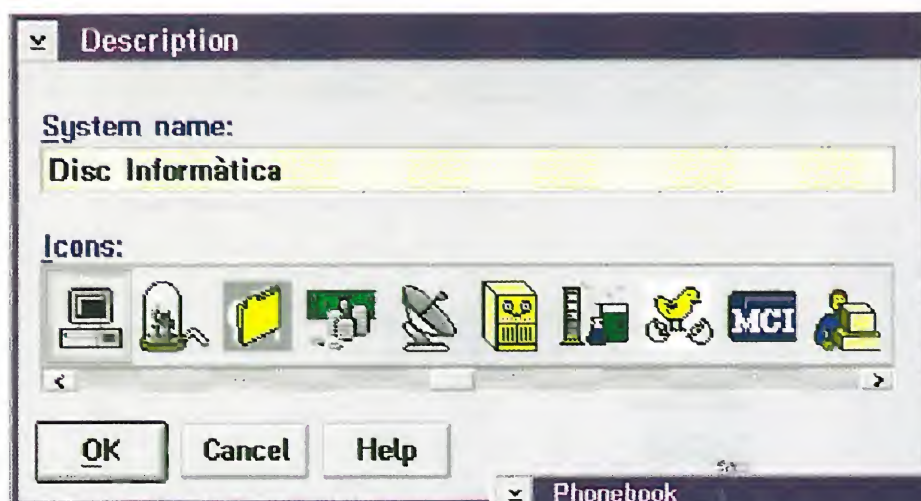 Description
System name:
Disc Informàtica
Icons:
MCI
OK Cancel Help
Phonebook